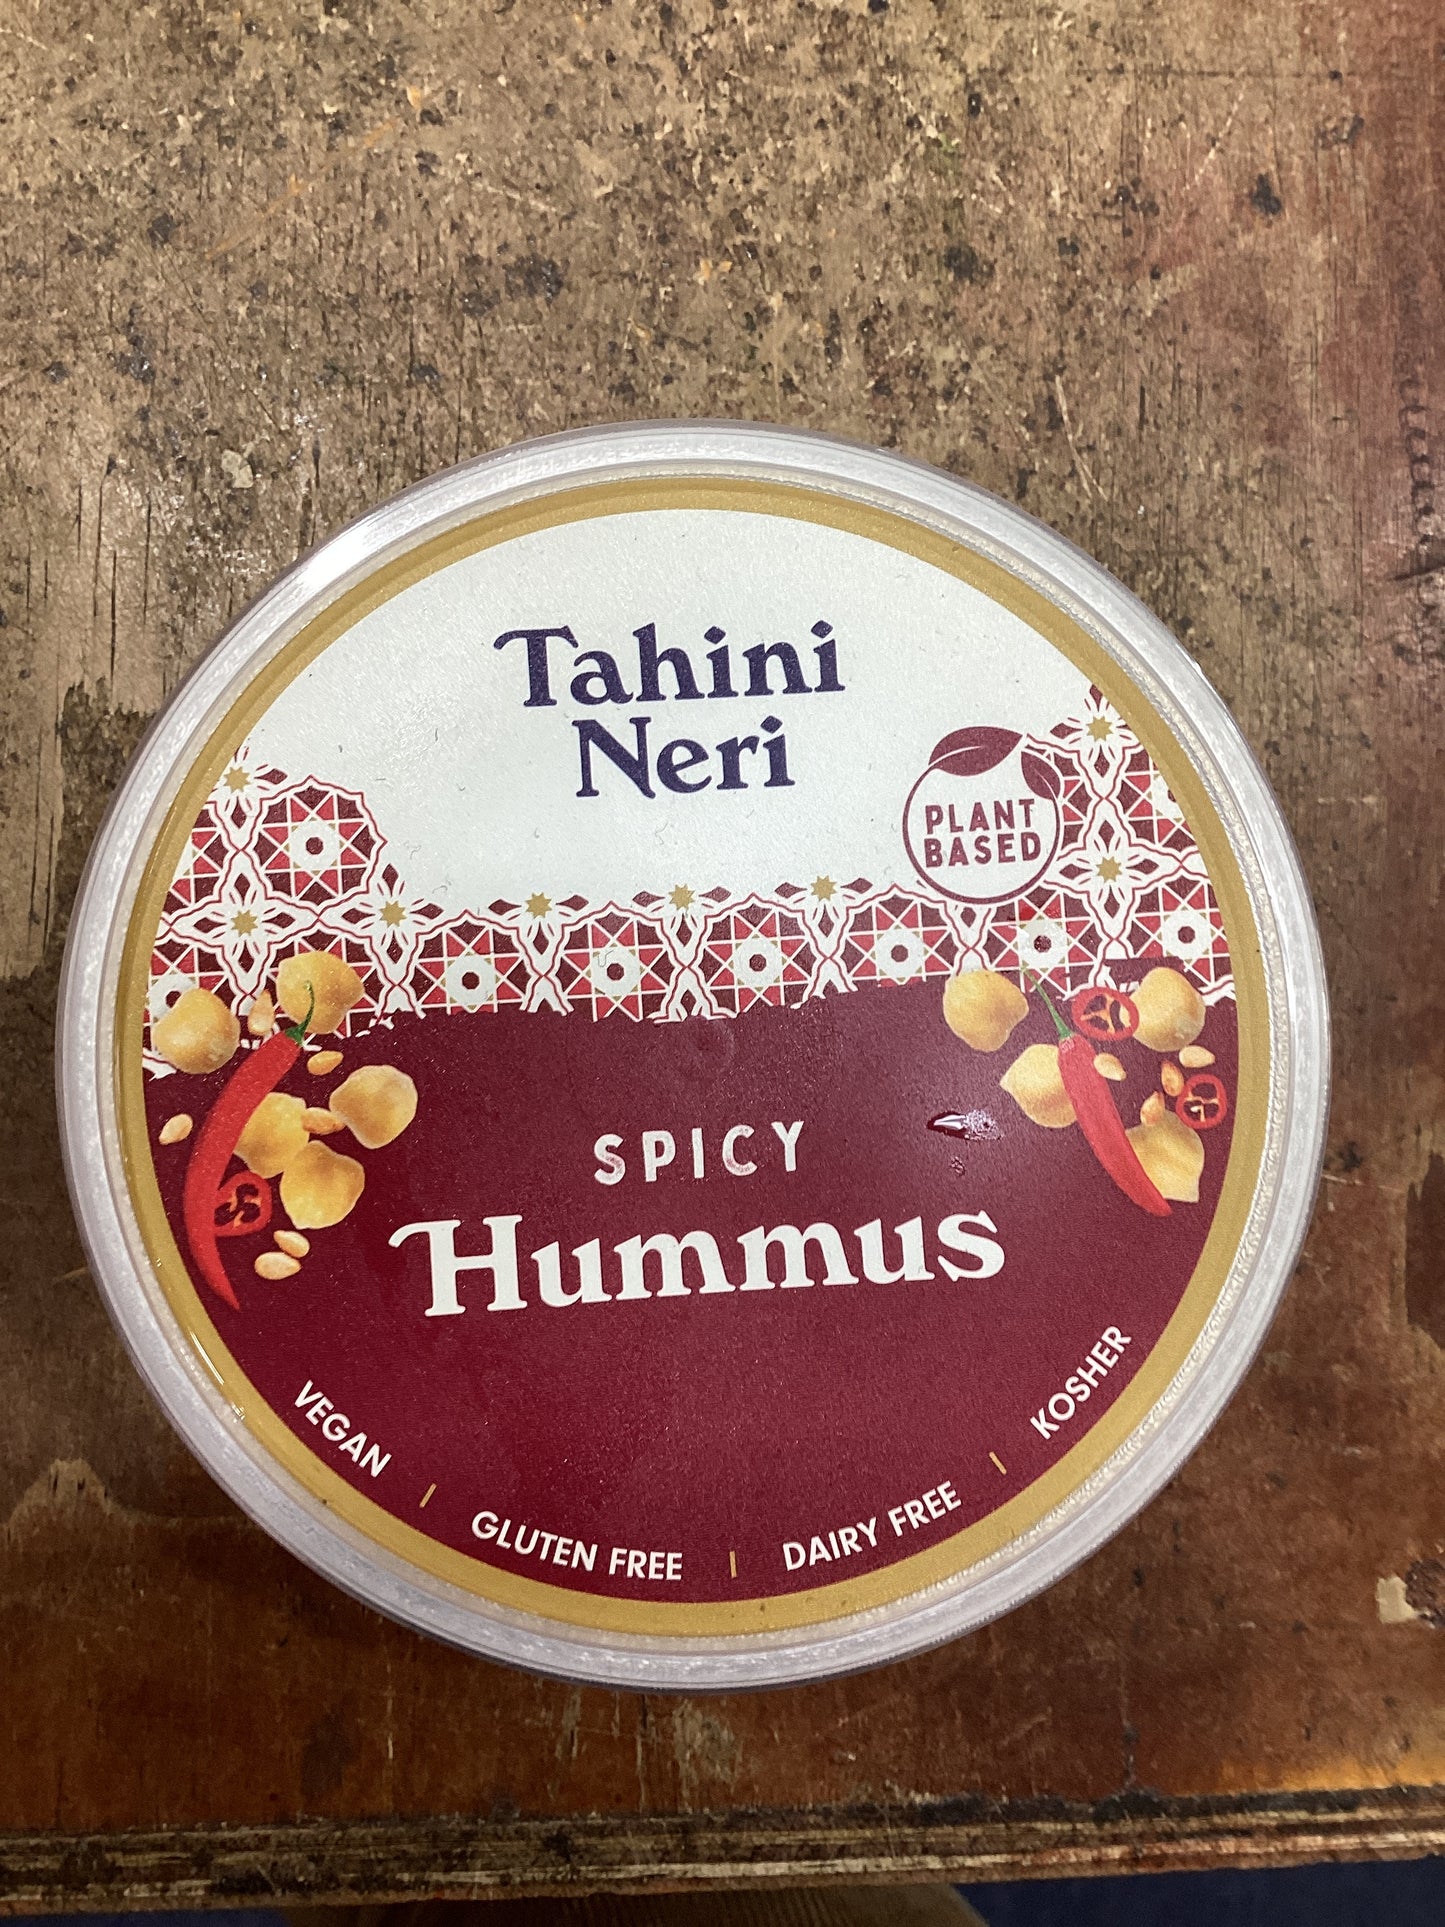 Tahini
Neri
PLANT
BASED
SPICY
Hummus
VEGAN | GLUTEN FREE | DAIRY FREE | KOSHER